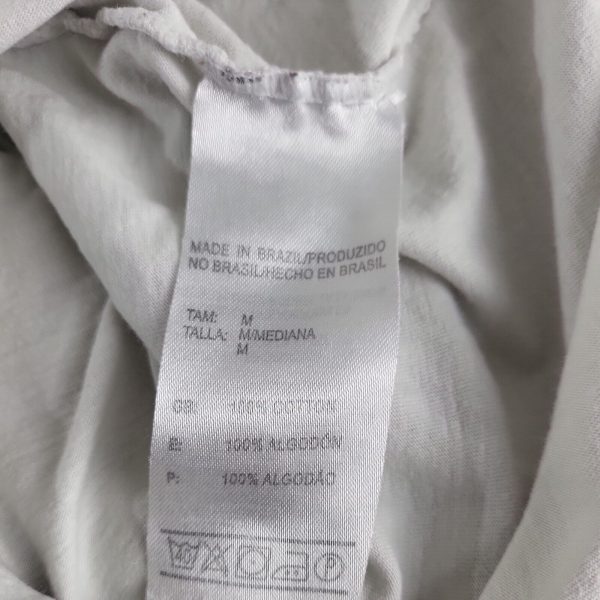 MADE IN BRAZIL/PRODUZIDO
NO BRASIL/HECHO EN BRASIL
TAM: M
TALLA: M/MEDIANA
M
GB: 100% COTTON
E: 100% ALGODÓN
P: 100% ALGODÃO
40 P